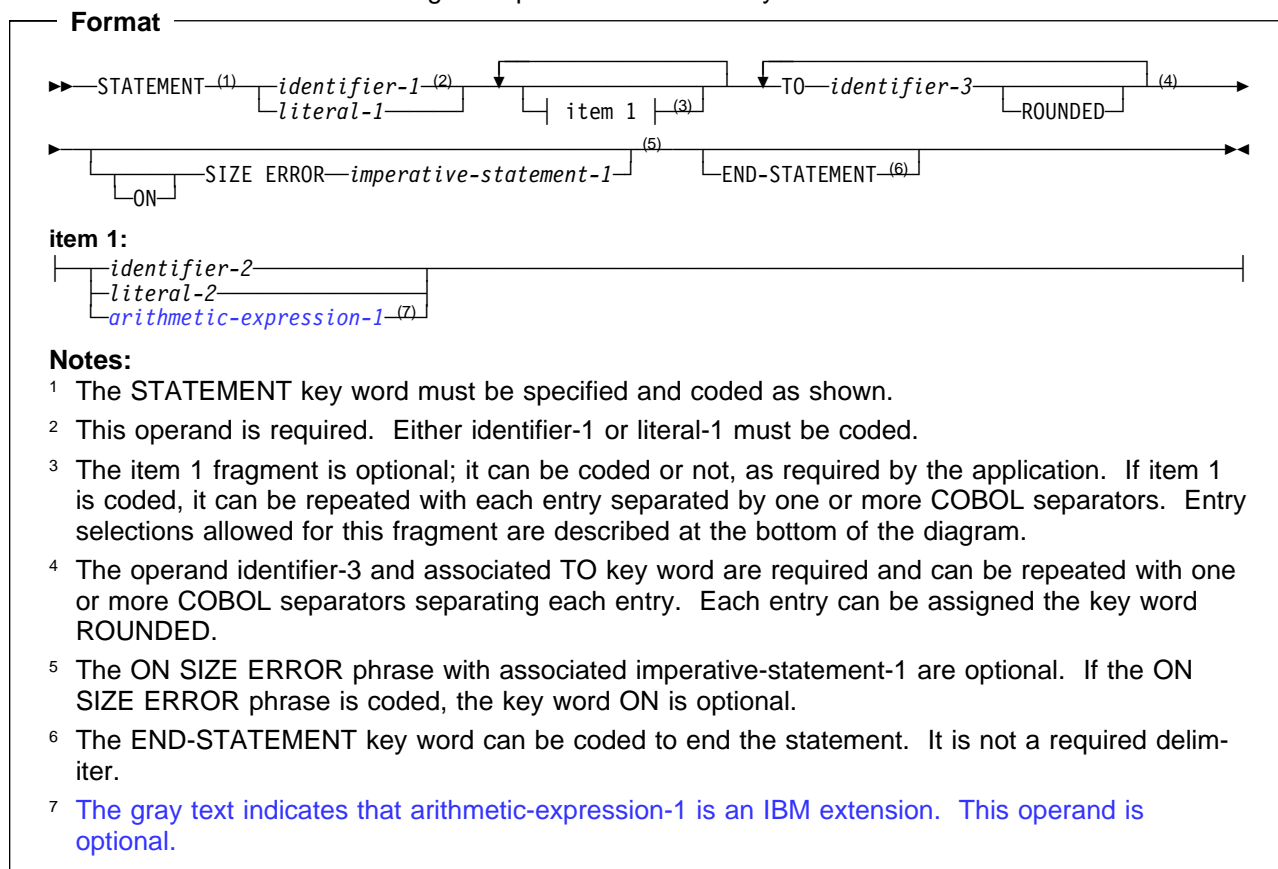 Format
STATEMENT (1) identifier-1 (2) TO identifier-3 (4)
literal-1 item 1 (3) ROUNDED
(5)
SIZE ERROR imperative-statement-1 END-STATEMENT (6)
ON
item 1:
identifier-2
literal-2
arithmetic-expression-1 (7)
Notes:
1 The STATEMENT key word must be specified and coded as shown.
2 This operand is required. Either identifier-1 or literal-1 must be coded.
3 The item 1 fragment is optional; it can be coded or not, as required by the application. If item 1
is coded, it can be repeated with each entry separated by one or more COBOL separators. Entry
selections allowed for this fragment are described at the bottom of the diagram.
4 The operand identifier-3 and associated TO key word are required and can be repeated with one
or more COBOL separators separating each entry. Each entry can be assigned the key word
ROUNDED.
5 The ON SIZE ERROR phrase with associated imperative-statement-1 are optional. If the ON
SIZE ERROR phrase is coded, the key word ON is optional.
6 The END-STATEMENT key word can be coded to end the statement. It is not a required delim-
iter.
7 The gray text indicates that arithmetic-expression-1 is an IBM extension. This operand is
optional.